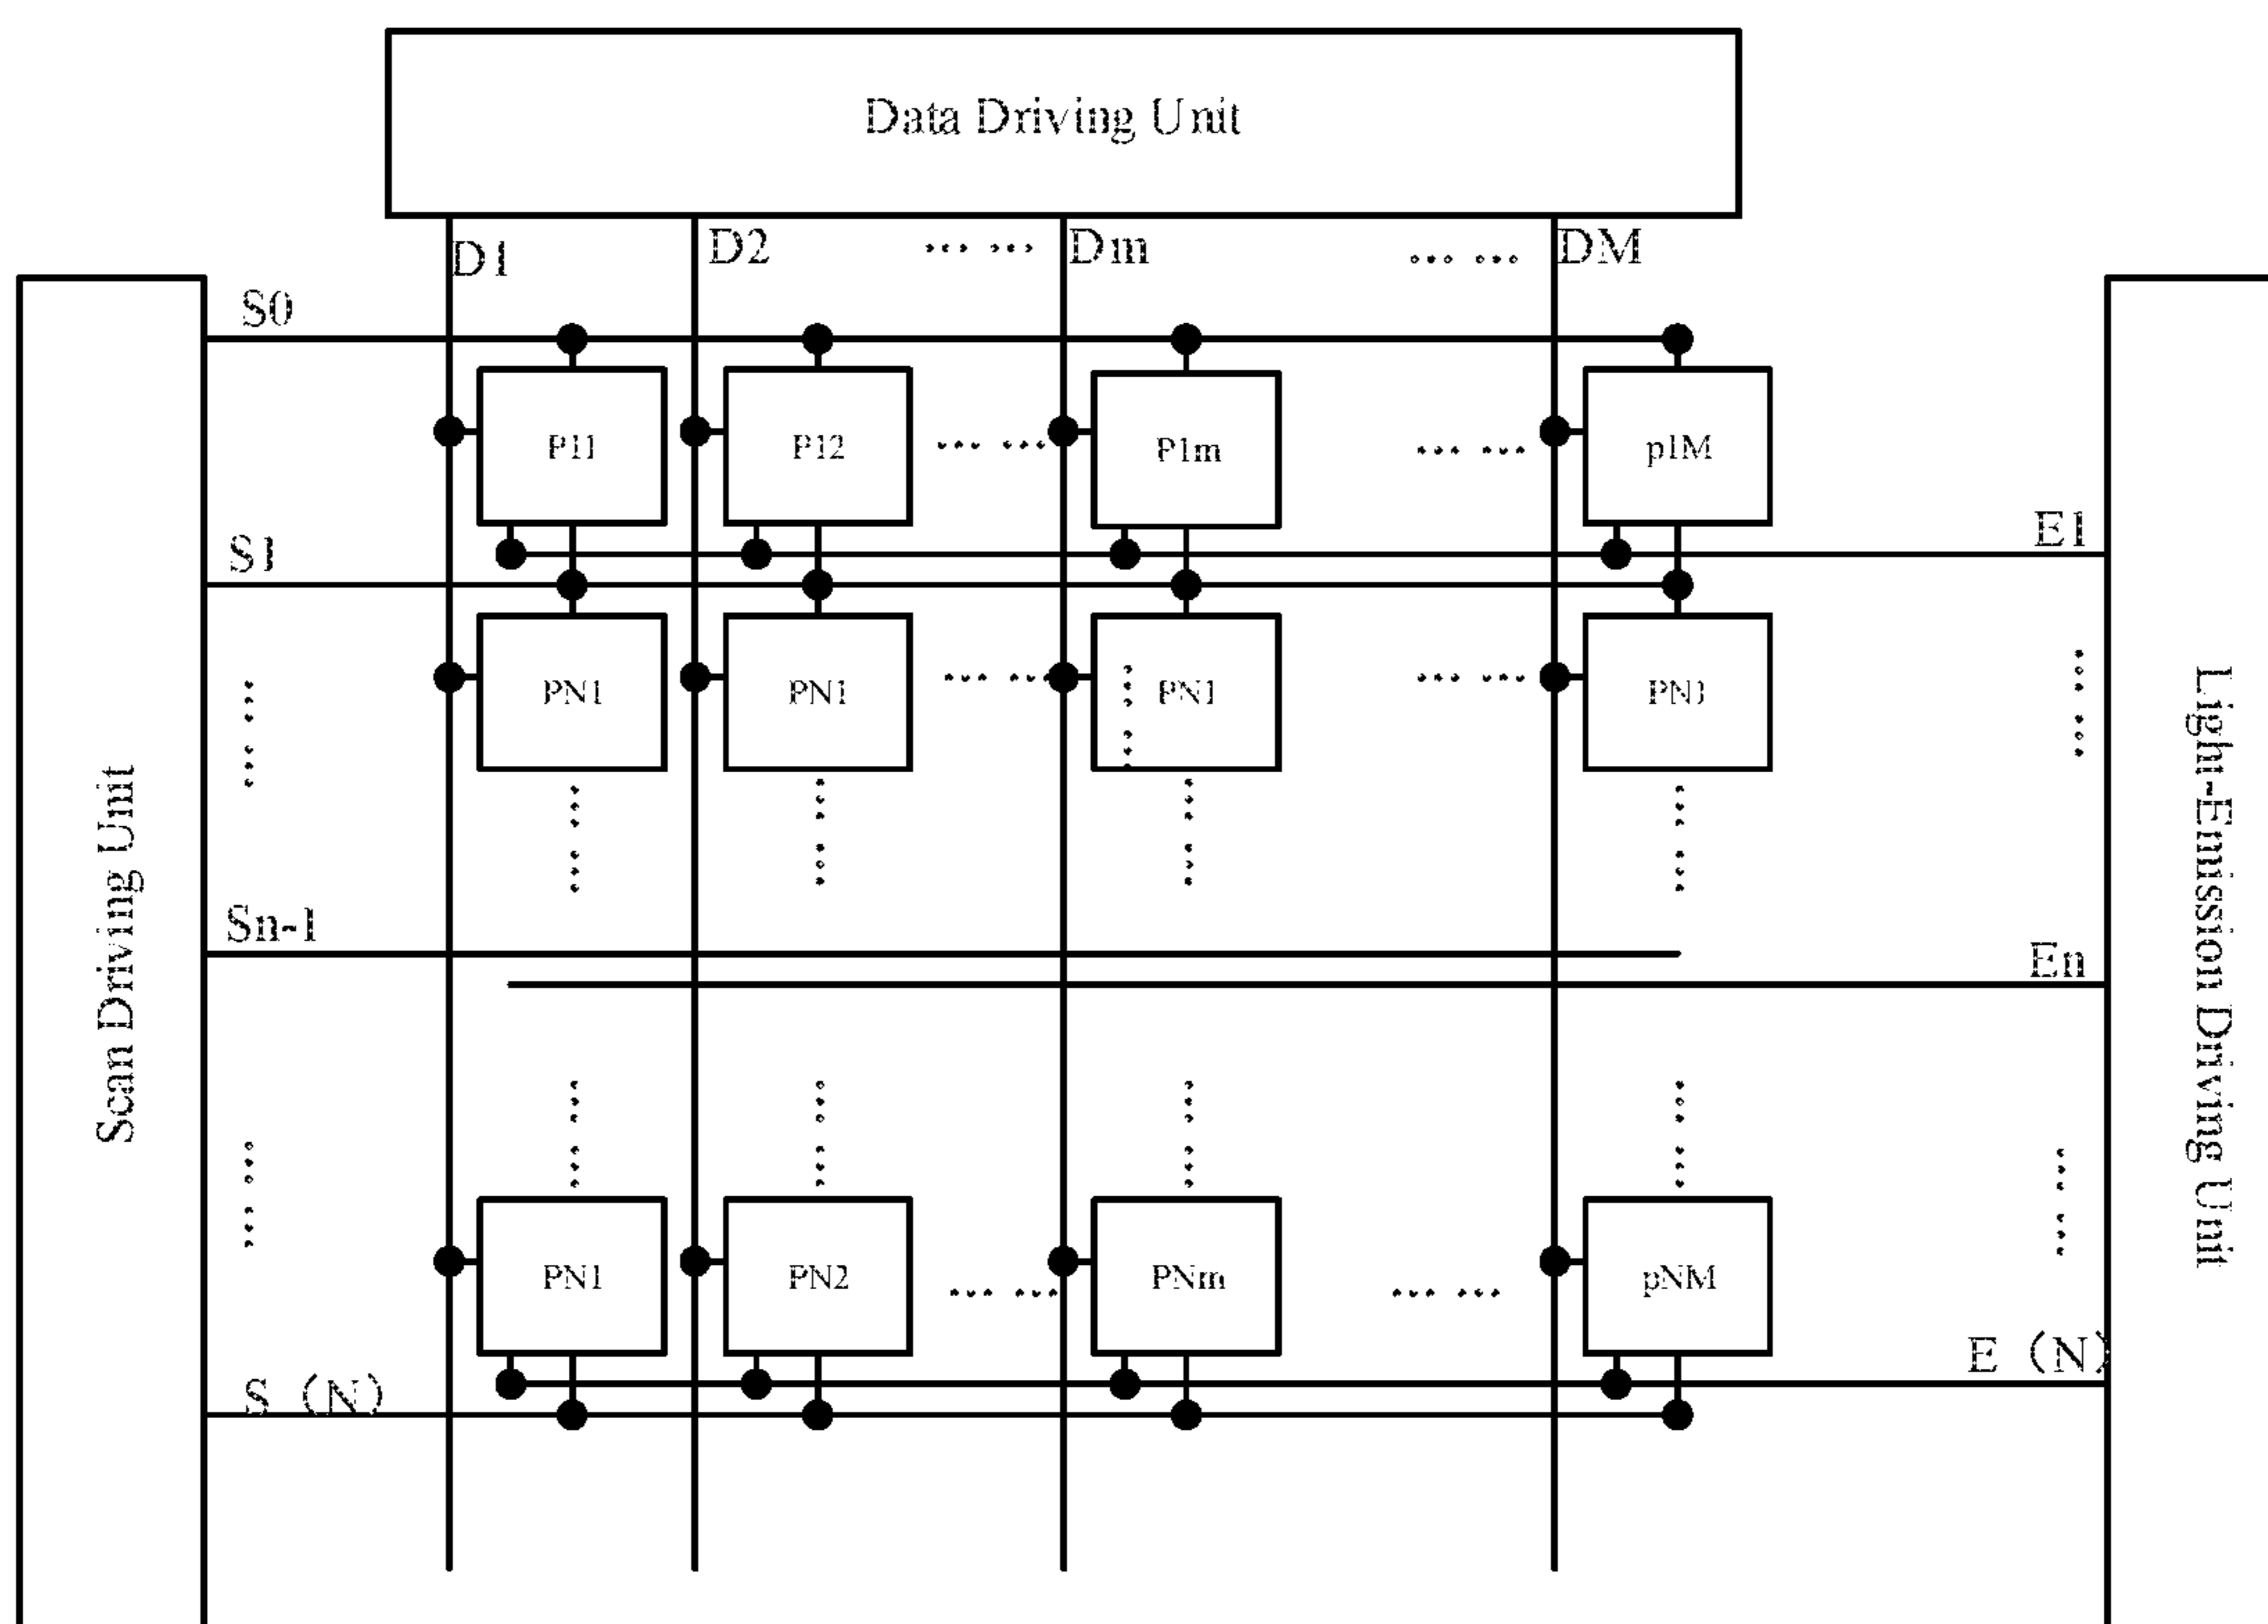 Data Driving Unit
D1
D2
…… 
Dm
……
DM
S0
P11
P12
……
P1m
……
p1M
S1
E1
PN1
PN1
……
PN1
……
PN1
Scan Driving Unit
Light-Emission Driving Unit
Sn-1
En
PN1
PN2
……
PNm
……
pNM
S (N)
E (N)